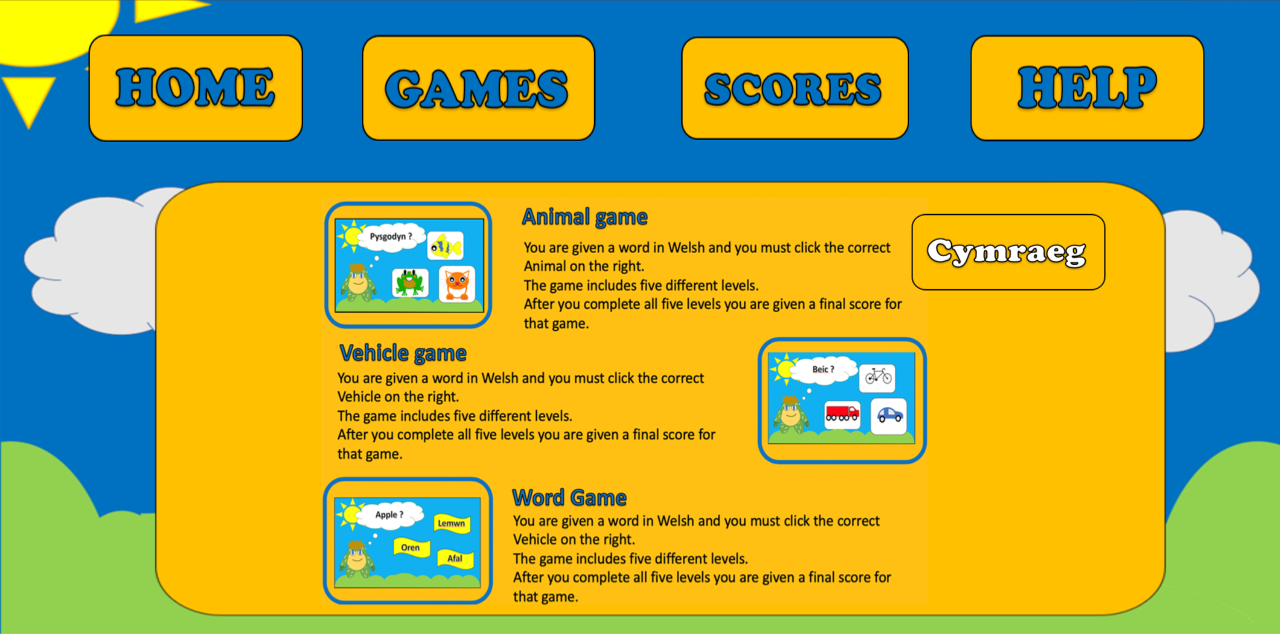 HOME
GAMES
SCORES
HELP
Pysgodyn ?
Animal game
You are given a word in Welsh and you must click the correct
Animal on the right.
The game includes five different levels.
After you complete all five levels you are given a final score for
that game.
Cymraeg
Vehicle game
You are given a word in Welsh and you must click the correct
Vehicle on the right.
The game includes five different levels.
After you complete all five levels you are given a final score for
that game.
Beic ?
Apple ?
Lemwn
Oren
Afal
Word Game
You are given a word in Welsh and you must click the correct
Vehicle on the right.
The game includes five different levels.
After you complete all five levels you are given a final score for
that game.